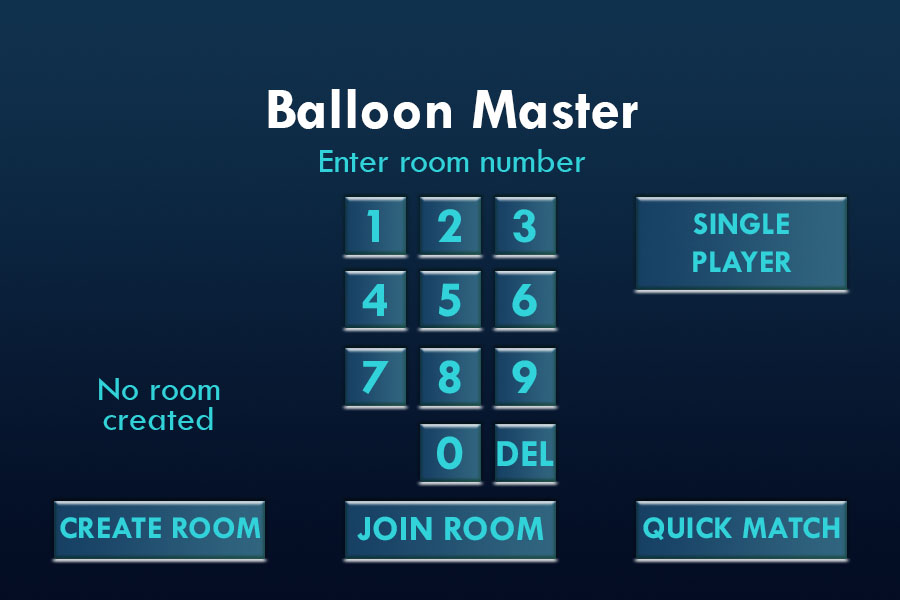 Balloon Master
Enter room number
1 2 3
SINGLE
PLAYER
4 5 6
7 8 9
No room
created
0 DEL
CREATE ROOM
JOIN ROOM
QUICK MATCH